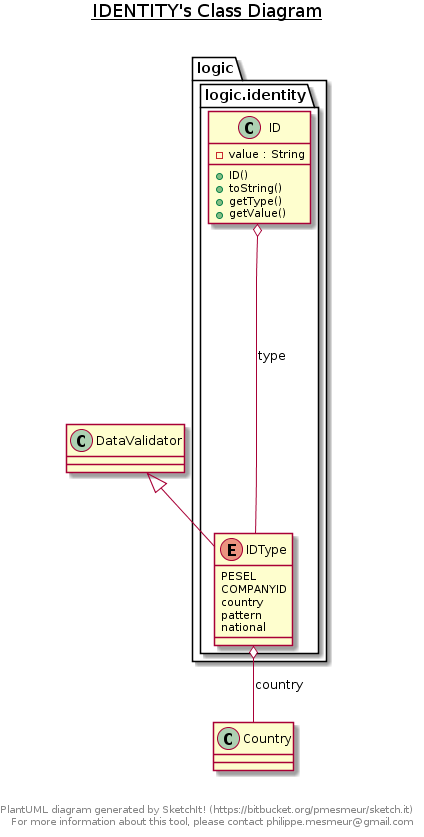 IDENTITY's Class Diagram
logic
logic.identity
C ID
value : String
ID()
toString()
getType()
getValue()
type
C DataValidator
E IDType
PESEL
COMPANYID
country
pattern
national
country
C Country
PlantUML diagram generated by SketchIt! (https://bitbucket.org/pmesmeur/sketch.it)
For more information about this tool, please contact philippe.mesmeur@gmail.com